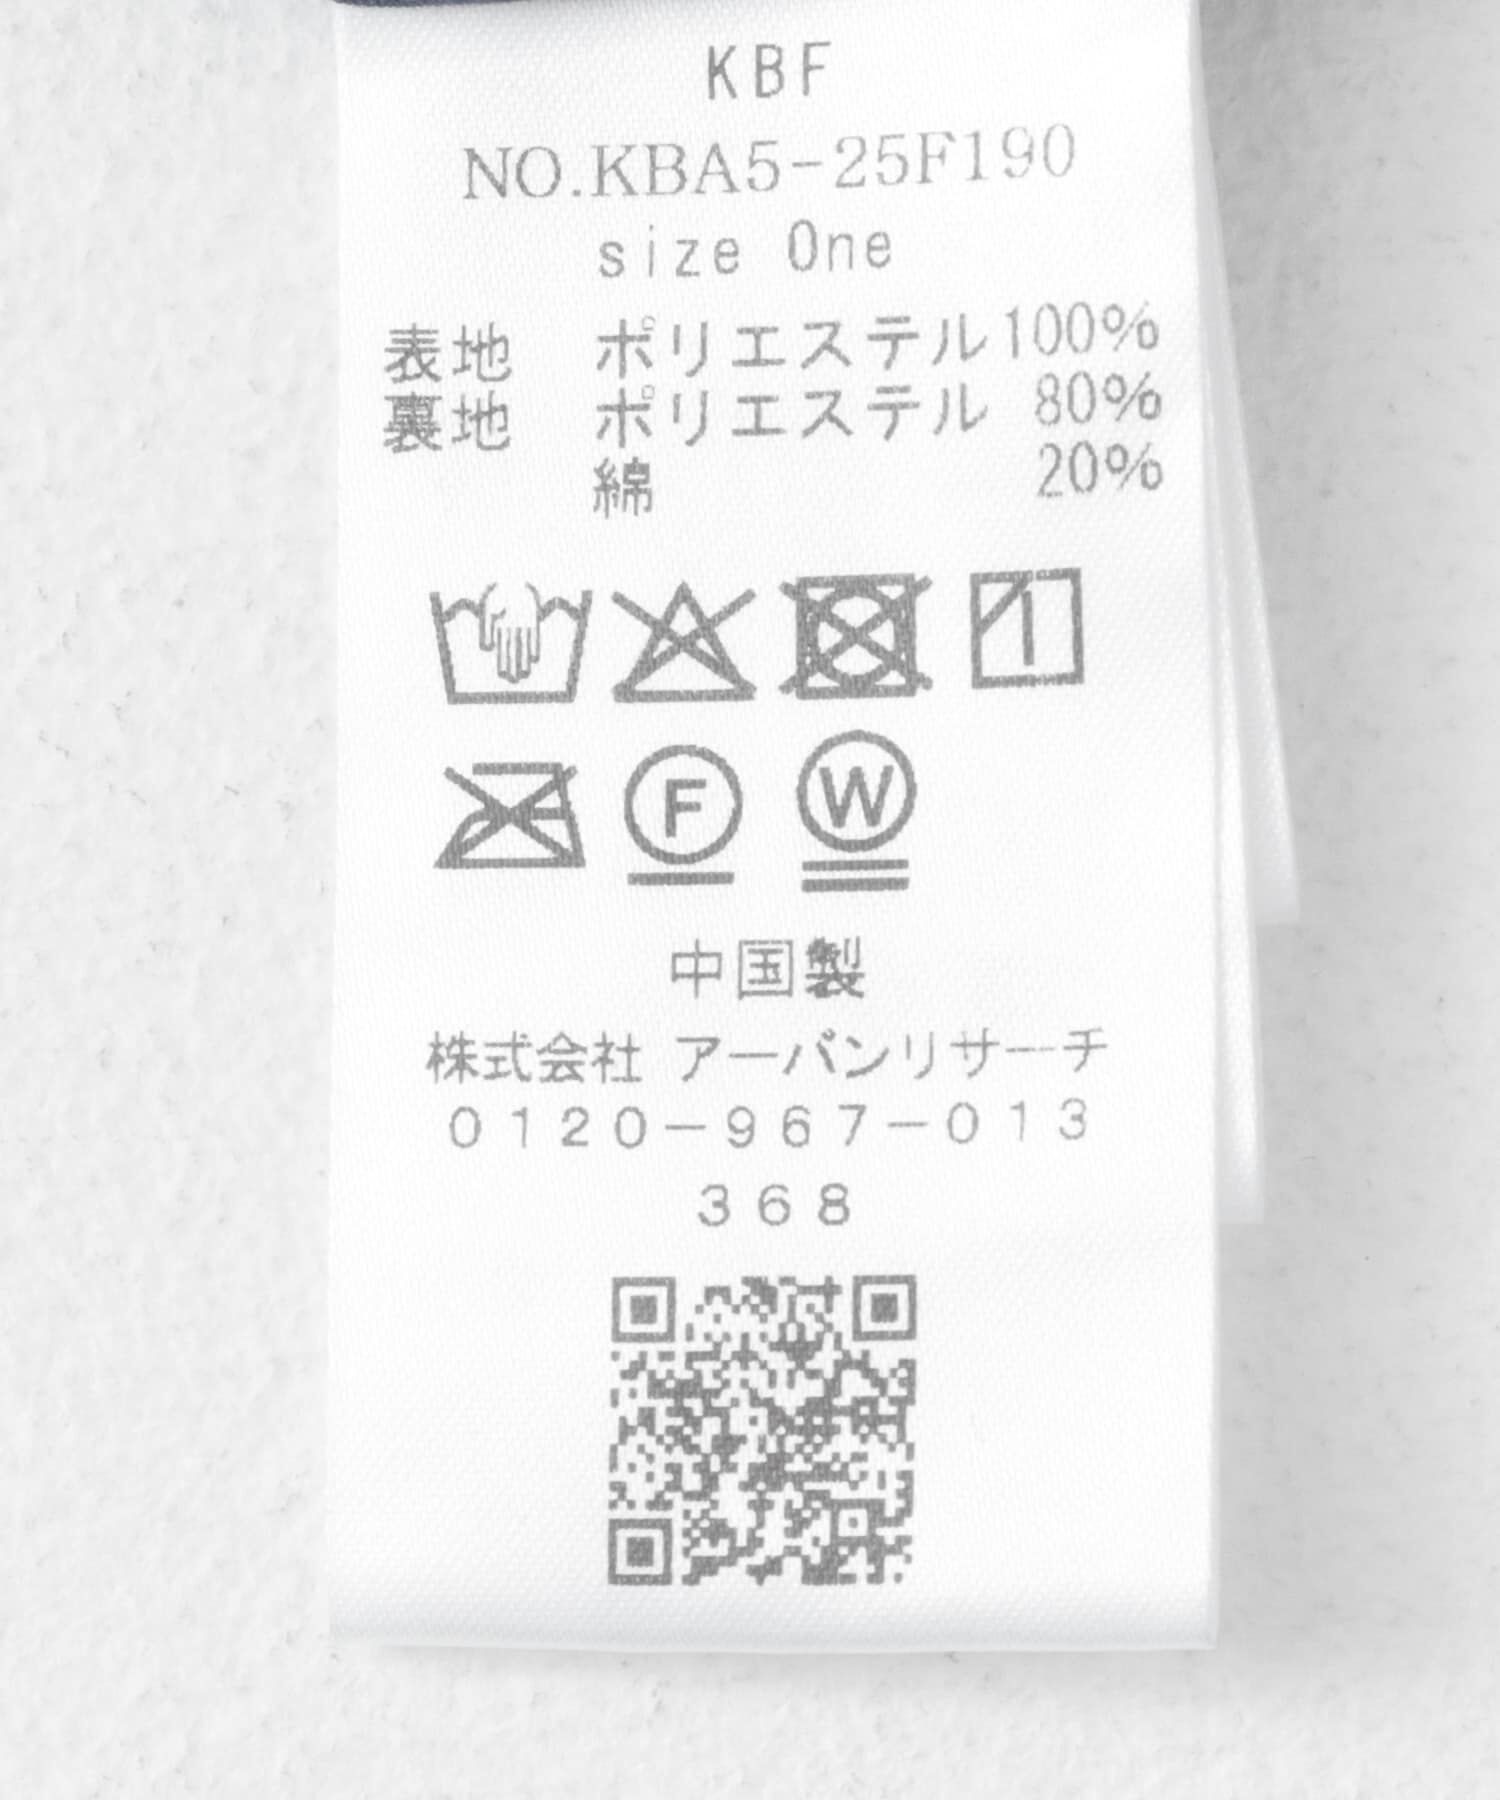 KBF
NO.KBA5-25F190
size One
表地 ポリエステル100%
裏地 ポリエステル 80%
綿 20%
F W
中国製
株式会社 アーバンリサーチ
0120-967-013
368